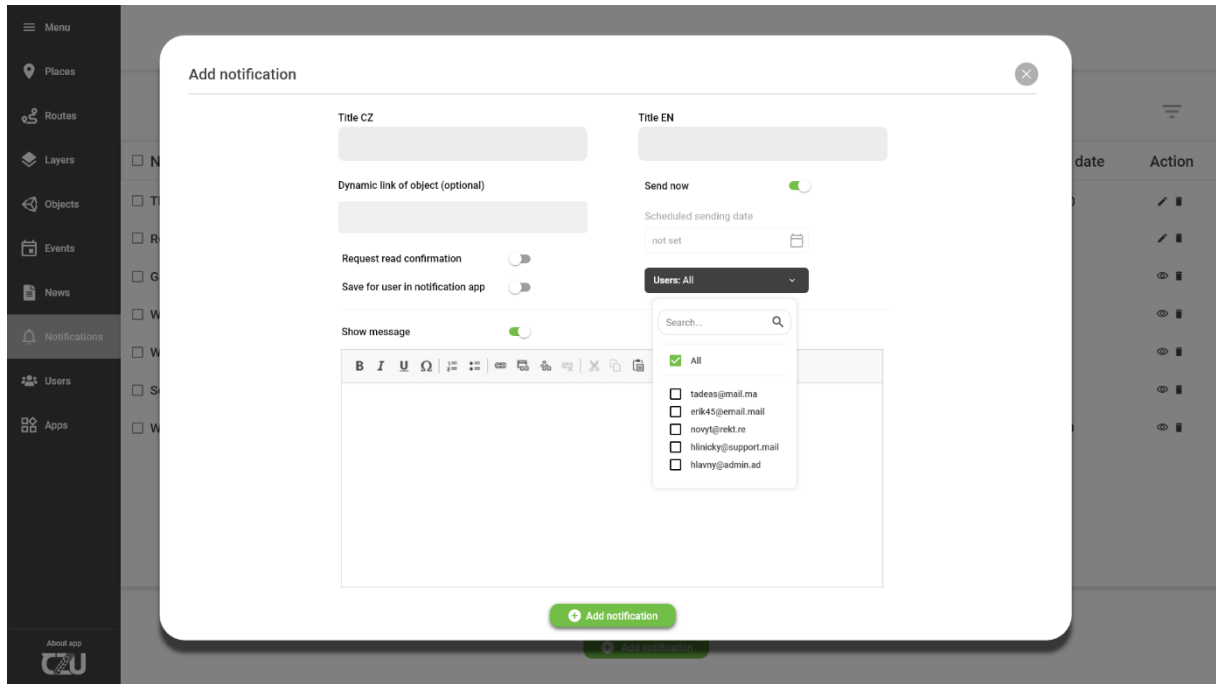 Menu
Places
Routes
Layers
Objects
Events
News
Notifications
Users
Apps
About app
CZU
Add notification
Title CZ
Title EN
Dynamic link of object (optional)
Send now
Scheduled sending date
not set
Request read confirmation
Users: All
Save for user in notification app
Search...
Show message
B I U Ω
All
tadeas@mail.ma
erik45@email.mail
novyt@rekt.re
hlinicky@support.mail
hlavny@admin.ad
Add notification
date
Action
Add notification